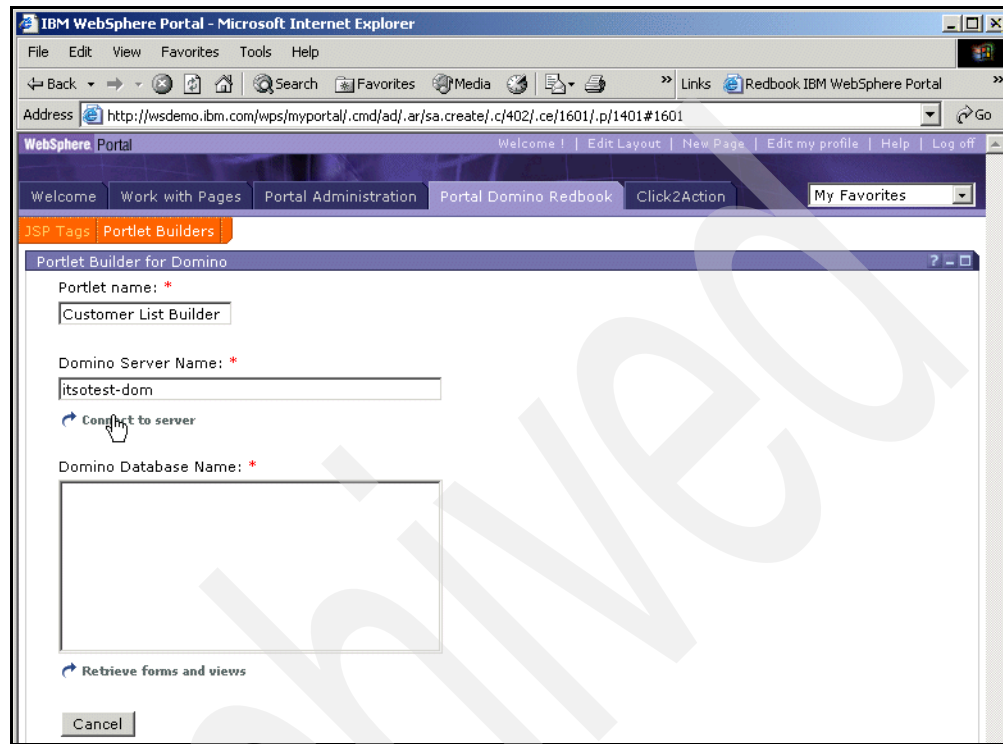 IBM WebSphere Portal - Microsoft Internet Explorer
File Edit View Favorites Tools Help
Back Search Favorites Media » Links Redbook IBM WebSphere Portal »
Address http://wsdemo.ibm.com/wps/myportal/.cmd/ad/.ar/sa.create/.c/402/.ce/1601/.p/1401#1601 Go
WebSphere Portal Welcome ! | Edit Layout | New Page | Edit my profile | Help | Log off
Welcome Work with Pages Portal Administration Portal Domino Redbook Click2Action My Favorites
JSP Tags Portlet Builders
Portlet Builder for Domino ?
Portlet name: *
Customer List Builder
Domino Server Name: *
itsotest-dom
Connect to server
Domino Database Name: *
Retrieve forms and views
Cancel